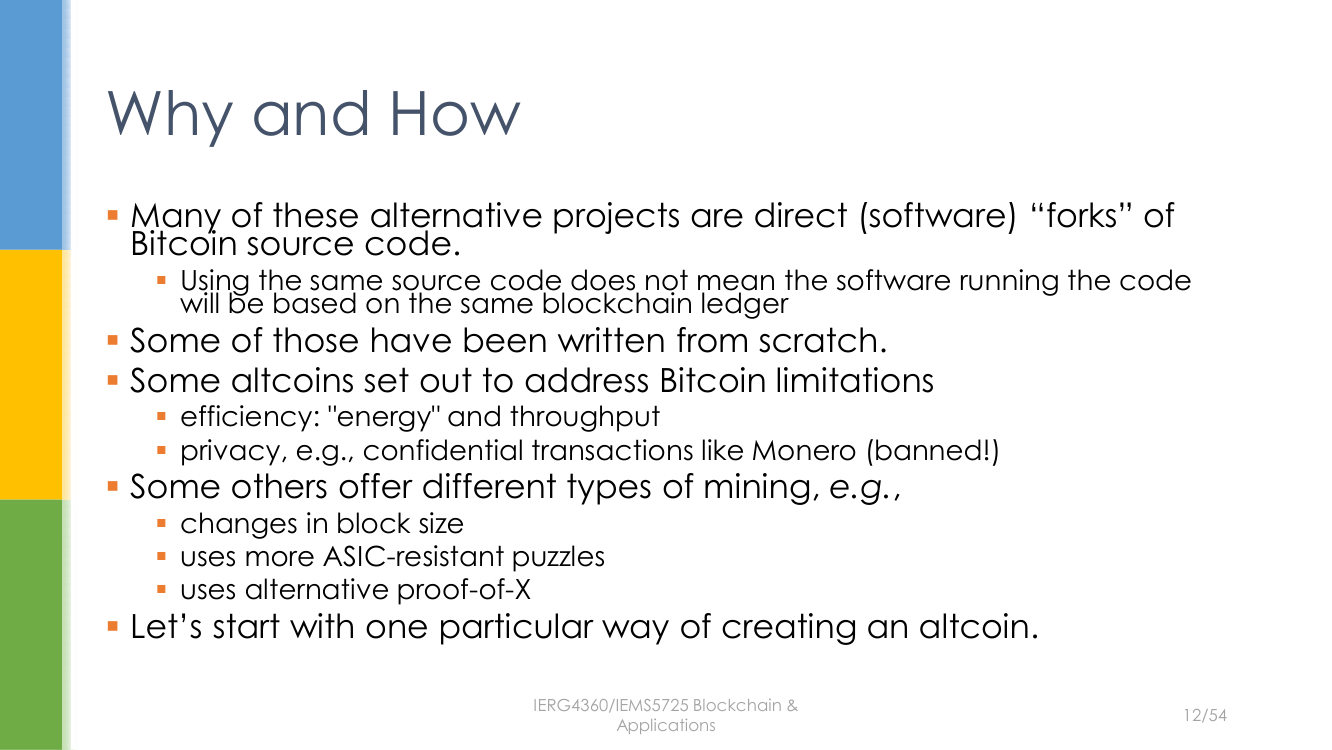 Why and How
▪ Many of these alternative projects are direct (software) “forks” of
Bitcoin source code.
▪ Using the same source code does not mean the software running the code
will be based on the same blockchain ledger
▪ Some of those have been written from scratch.
▪ Some altcoins set out to address Bitcoin limitations
▪ efficiency: "energy" and throughput
▪ privacy, e.g., confidential transactions like Monero (banned!)
▪ Some others offer different types of mining, e.g.,
▪ changes in block size
▪ uses more ASIC-resistant puzzles
▪ uses alternative proof-of-X
▪ Let’s start with one particular way of creating an altcoin.
IERG4360/IEMS5725 Blockchain &
Applications
12/54